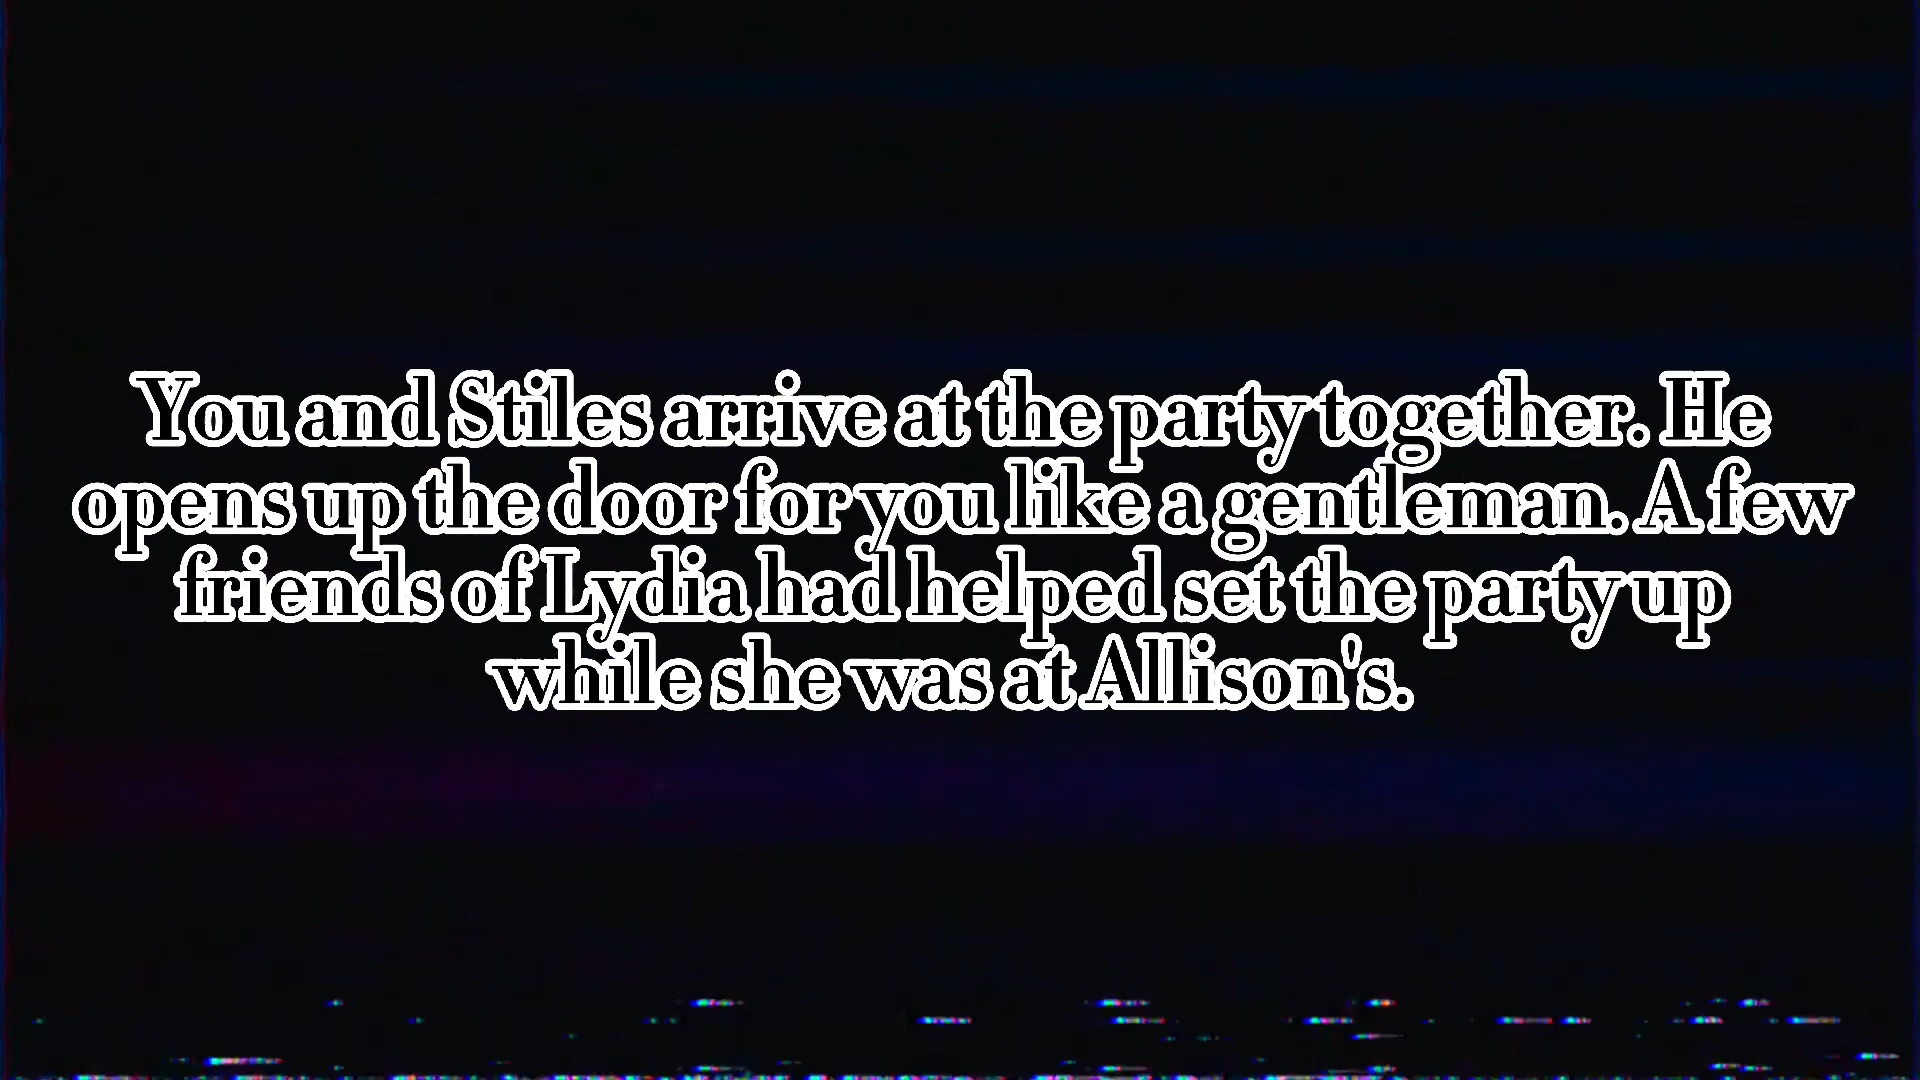 You and Stiles arrive at the party together. He
opens up the door for you like a gentleman. A few
friends of Lydia had helped set the party up
while she was at Allison's.